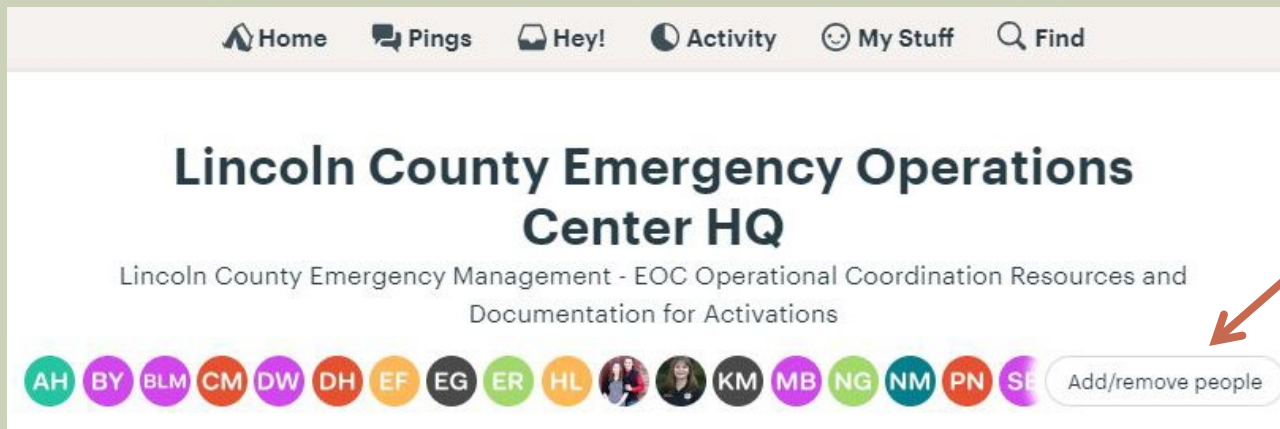 Home Pings Hey! Activity My Stuff Find
Lincoln County Emergency Operations
Center HQ
Lincoln County Emergency Management - EOC Operational Coordination Resources and
Documentation for Activations
AH BY BLM CM DW DH EF EG ER HL KM MB NG NM PN Add/remove people